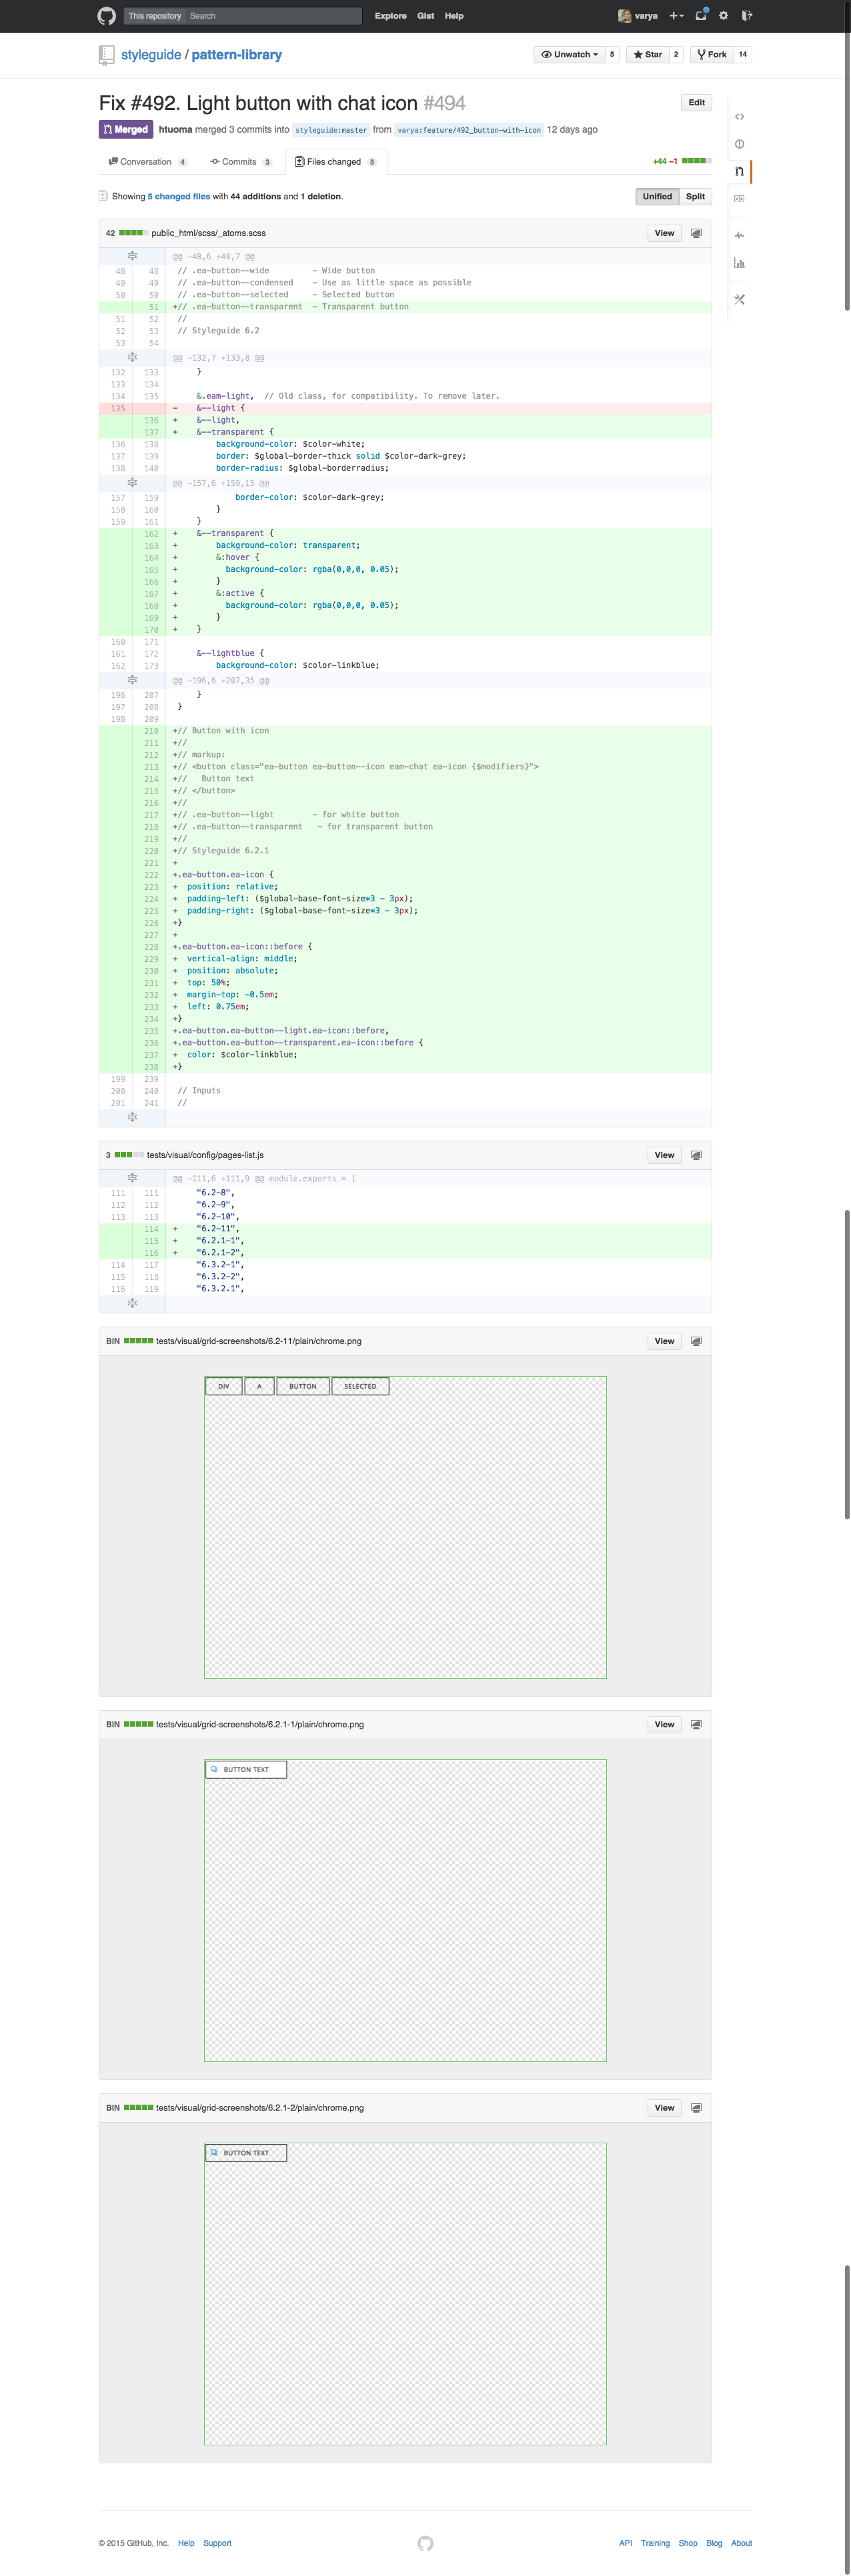 This repository Search Explore Gist Help varya
styleguide / pattern-library Unwatch 5 Star 2 Fork 14
Fix #492. Light button with chat icon #494 Edit
Merged htuoma merged 3 commits into styleguide:master from varya:feature/492_button-with-icon 12 days ago
Conversation 4 Commits 3 Files changed 5 +44 −1
Showing 5 changed files with 44 additions and 1 deletion. Unified Split
42 public_html/scss/_atoms.scss View
@@ -48,6 +48,7 @@
48 48 // .ea-button--wide - Wide button
49 49 // .ea-button--condensed - Use as little space as possible
50 50 // .ea-button--selected - Selected button
51 +// .ea-button--transparent - Transparent button
51 52 //
52 53 // Styleguide 6.2
53 54
@@ -132,7 +133,8 @@
132 133 }
133 134
134 135 &.eam-light, // Old class, for compatibility. To remove later.
135 - &--light {
136 + &--light,
137 + &--transparent {
136 138 background-color: $color-white;
137 139 border: $global-border-thick solid $color-dark-grey;
138 140 border-radius: $global-borderradius;
@@ -157,6 +159,15 @@
157 159 border-color: $color-dark-grey;
158 160 }
159 161 }
162 + &--transparent {
163 + background-color: transparent;
164 + &:hover {
165 + background-color: rgba(0,0,0, 0.05);
166 + }
167 + &:active {
168 + background-color: rgba(0,0,0, 0.05);
169 + }
170 + }
160 171
161 172 &--lightblue {
162 173 background-color: $color-linkblue;
@@ -196,6 +207,35 @@
196 207 }
197 208 }
198 209
210 +// Button with icon
211 +//
212 +// markup:
213 +// <button class="ea-button ea-button--icon eam-chat ea-icon {$modifiers}">
214 +// Button text
215 +// </button>
216 +//
217 +// .ea-button--light - for white button
218 +// .ea-button--transparent - for transparent button
219 +//
220 +// Styleguide 6.2.1
221 +
222 +.ea-button.ea-icon {
223 + position: relative;
224 + padding-left: ($global-base-font-size*3 - 3px);
225 + padding-right: ($global-base-font-size*3 - 3px);
226 +}
227 +
228 +.ea-button.ea-icon::before {
229 + vertical-align: middle;
230 + position: absolute;
231 + top: 50%;
232 + margin-top: -0.5em;
233 + left: 0.75em;
234 +}
235 +.ea-button.ea-button--light.ea-icon::before,
236 +.ea-button.ea-button--transparent.ea-icon::before {
237 + color: $color-linkblue;
238 +}
199 239
200 240 // Inputs
201 241 //
3 tests/visual/config/pages-list.js View
@@ -111,6 +111,9 @@ module.exports = [
111 111 "6.2-8",
112 112 "6.2-9",
113 113 "6.2-10",
114 + "6.2-11",
115 + "6.2.1-1",
116 + "6.2.1-2",
114 117 "6.3.2-1",
115 118 "6.3.2-2",
116 119 "6.3.2.1",
BIN tests/visual/grid-screenshots/6.2-11/plain/chrome.png View
DIV A BUTTON SELECTED
BIN tests/visual/grid-screenshots/6.2.1-1/plain/chrome.png View
BUTTON TEXT
BIN tests/visual/grid-screenshots/6.2.1-2/plain/chrome.png View
BUTTON TEXT
© 2015 GitHub, Inc. Help Support API Training Shop Blog About